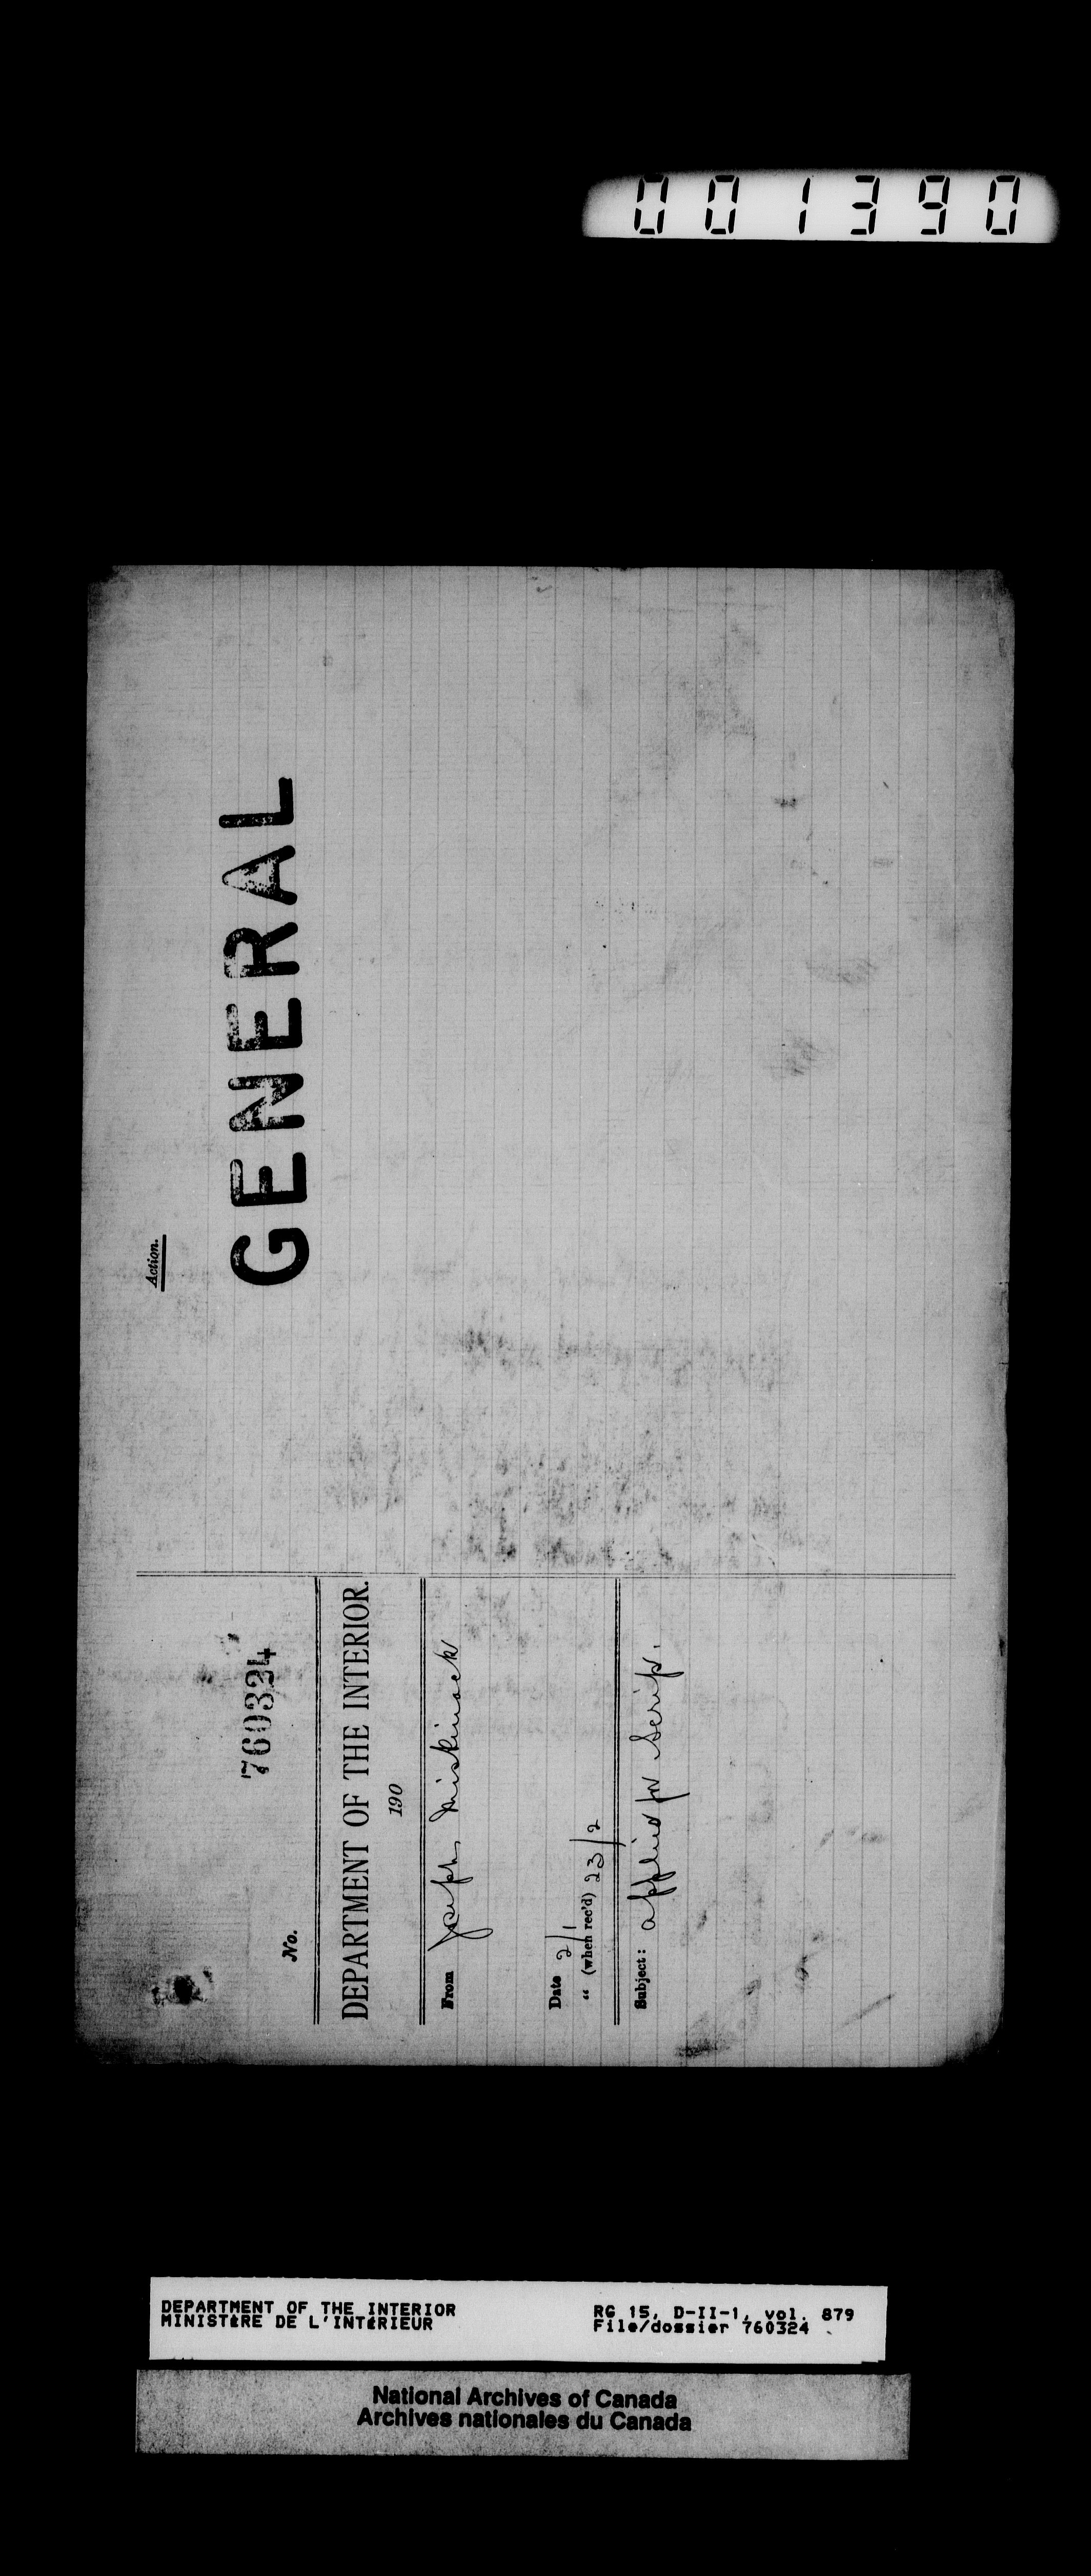 001390
Action.
GENERAL
760324
No.
DEPARTMENT OF THE INTERIOR.
190
From Joseph Miskinack
Date 2/1
" (when rec'd) 23/2
Subject: applied for Scrip.
DEPARTMENT OF THE INTERIOR
MINISTÈRE DE L'INTÉRIEUR
RG 15, D-II-1, vol. 879
File/dossier 760324
National Archives of Canada
Archives nationales du Canada